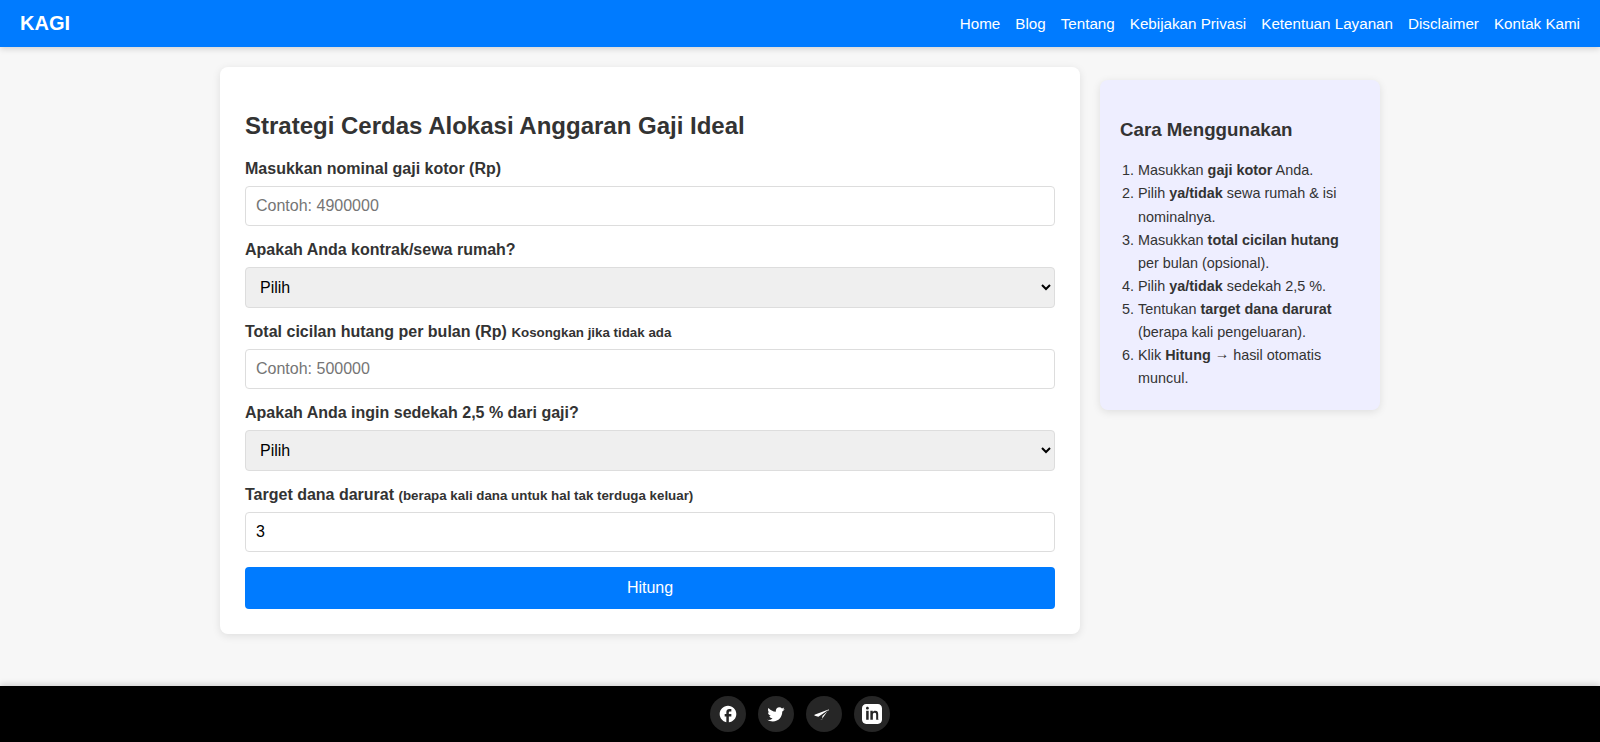 KAGI
Home Blog Tentang Kebijakan Privasi Ketentuan Layanan Disclaimer Kontak Kami
Strategi Cerdas Alokasi Anggaran Gaji Ideal
Masukkan nominal gaji kotor (Rp)
Contoh: 4900000
Apakah Anda kontrak/sewa rumah?
Pilih
Total cicilan hutang per bulan (Rp) Kosongkan jika tidak ada
Contoh: 500000
Apakah Anda ingin sedekah 2,5 % dari gaji?
Pilih
Target dana darurat (berapa kali dana untuk hal tak terduga keluar)
3
Hitung
Cara Menggunakan
1. Masukkan gaji kotor Anda.
2. Pilih ya/tidak sewa rumah & isi
nominalnya.
3. Masukkan total cicilan hutang
per bulan (opsional).
4. Pilih ya/tidak sedekah 2,5 %.
5. Tentukan target dana darurat
(berapa kali pengeluaran).
6. Klik Hitung → hasil otomatis
muncul.